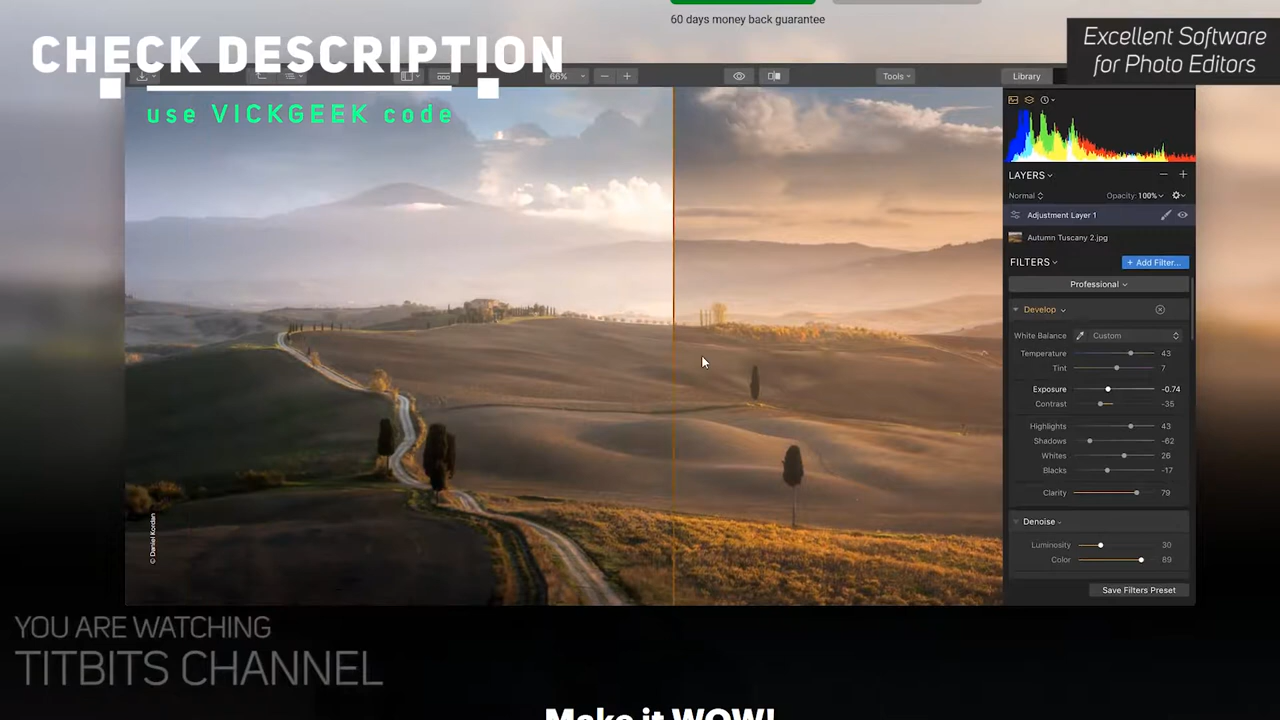 60 days money back guarantee
CHECK DESCRIPTION
use VICKGEEK code
Excellent Software
for Photo Editors
66%
Tools
Library
LAYERS
Normal
Opacity: 100%
Adjustment Layer 1
Autumn Tuscany 2.jpg
FILTERS
+ Add Filter...
Professional
Develop
White Balance
Custom
Temperature 43
Tint 7
Exposure -0.74
Contrast -35
Highlights 43
Shadows -62
Whites 26
Blacks -17
Clarity 79
Denoise
Luminosity 30
Color 89
Save Filters Preset
© Daniel Kordan
YOU ARE WATCHING
TITBITS CHANNEL
Make it WOW!